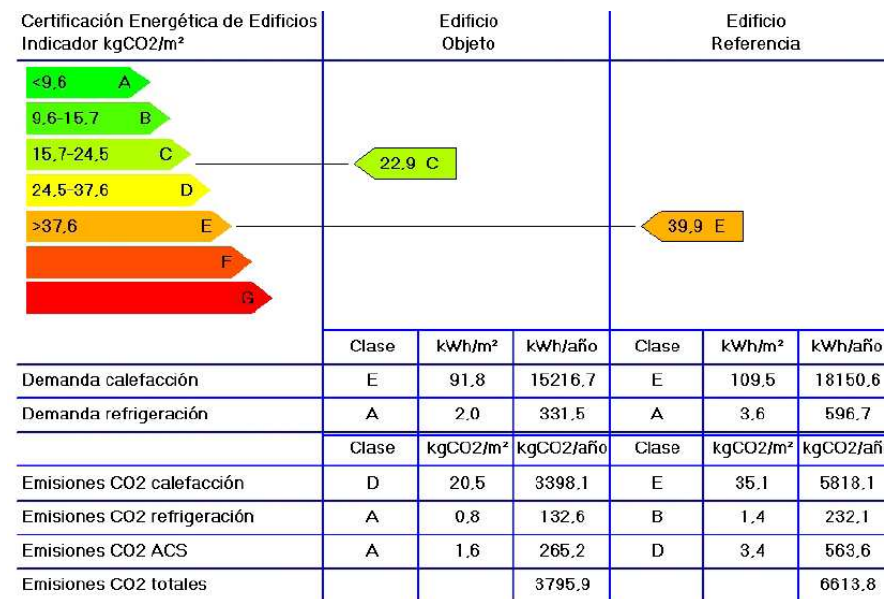 Certificación Energética de Edificios
Indicador kgCO2/m²
Edificio
Objeto
Edificio
Referencia
<9,6 A
9,6-15,7 B
15,7-24,5 C
22,9 C
24,5-37,6 D
>37,6 E
39,9 E
F
G
Clase kWh/m² kWh/año Clase kWh/m² kWh/año
Demanda calefacción E 91,8 15216,7 E 109,5 18150,6
Demanda refrigeración A 2,0 331,5 A 3,6 596,7
Clase kgCO2/m² kgCO2/año Clase kgCO2/m² kgCO2/añ
Emisiones CO2 calefacción D 20,5 3398,1 E 35,1 5818,1
Emisiones CO2 refrigeración A 0,8 132,6 B 1,4 232,1
Emisiones CO2 ACS A 1,6 265,2 D 3,4 563,6
Emisiones CO2 totales 3795,9 6613,8